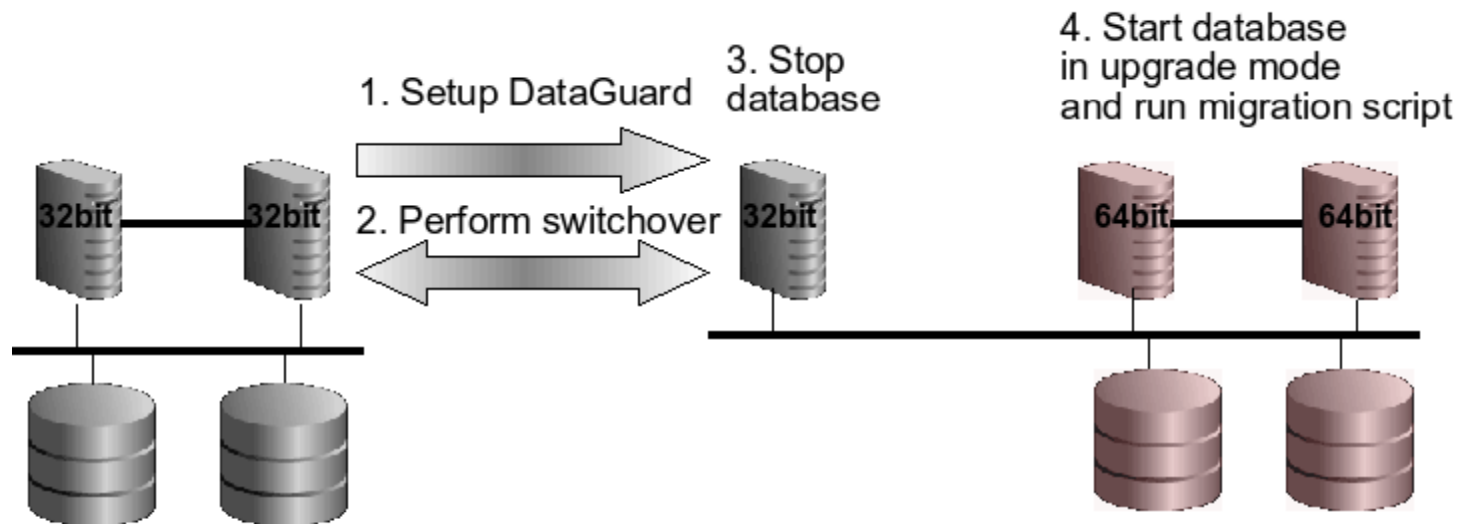 1. Setup DataGuard
2. Perform switchover
3. Stop
database
4. Start database
in upgrade mode
and run migration script
32bit
32bit
32bit
64bit
64bit